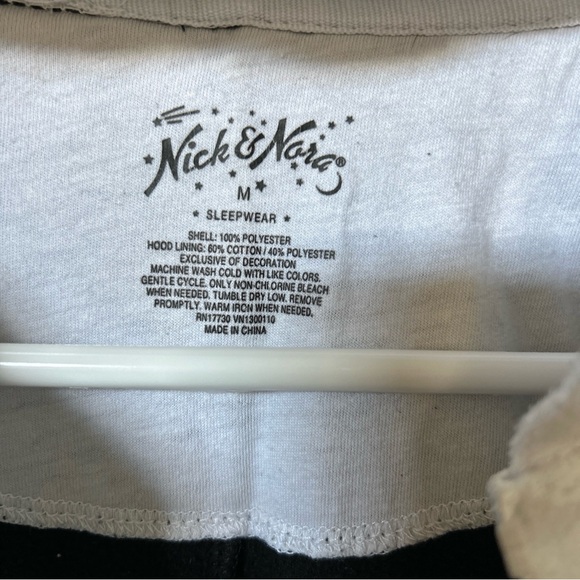 Nick & Nora®
M
* SLEEPWEAR *
SHELL: 100% POLYESTER
HOOD LINING: 60% COTTON / 40% POLYESTER
EXCLUSIVE OF DECORATION
MACHINE WASH COLD WITH LIKE COLORS.
GENTLE CYCLE. ONLY NON-CHLORINE BLEACH
WHEN NEEDED. TUMBLE DRY LOW. REMOVE
PROMPTLY. WARM IRON WHEN NEEDED.
RN17730 VN1300110
MADE IN CHINA